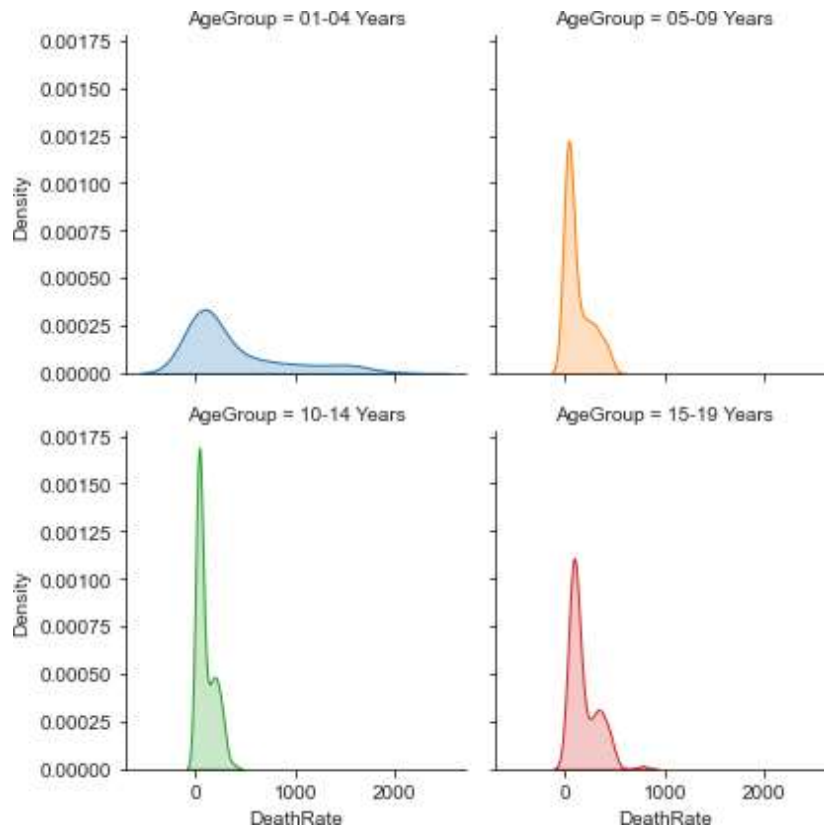 AgeGroup = 01-04 Years
AgeGroup = 05-09 Years
0.00175
0.00150
0.00125
0.00100
0.00075
0.00050
0.00025
0.00000
Density
0 1000 2000
AgeGroup = 10-14 Years
AgeGroup = 15-19 Years
0.00175
0.00150
0.00125
0.00100
0.00075
0.00050
0.00025
0.00000
Density
0 1000 2000
0 1000 2000
DeathRate
DeathRate